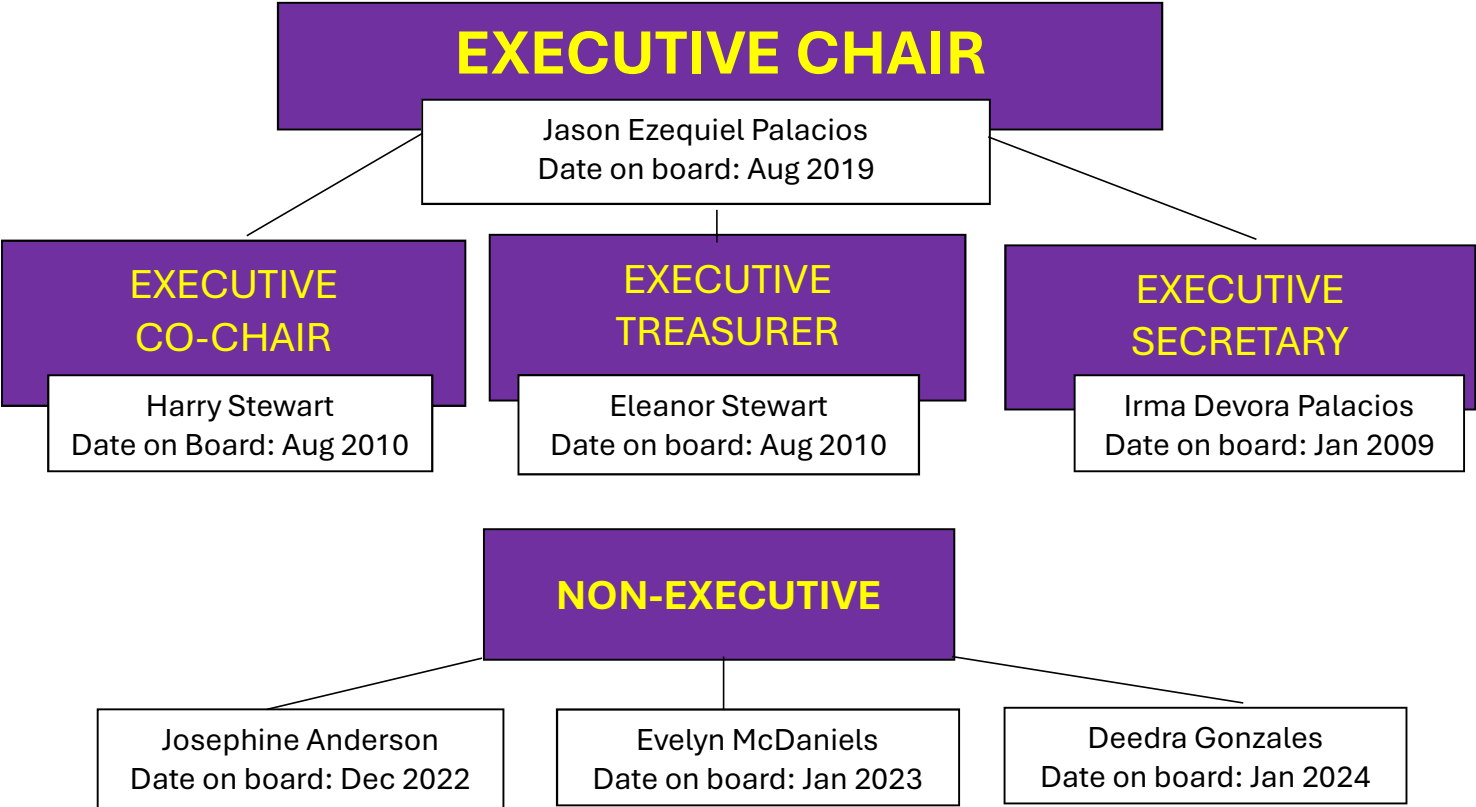 EXECUTIVE CHAIR
Jason Ezequiel Palacios
Date on board: Aug 2019
EXECUTIVE
CO-CHAIR
Harry Stewart
Date on Board: Aug 2010
EXECUTIVE
TREASURER
Eleanor Stewart
Date on board: Aug 2010
EXECUTIVE
SECRETARY
Irma Devora Palacios
Date on board: Jan 2009
NON-EXECUTIVE
Josephine Anderson
Date on board: Dec 2022
Evelyn McDaniels
Date on board: Jan 2023
Deedra Gonzales
Date on board: Jan 2024